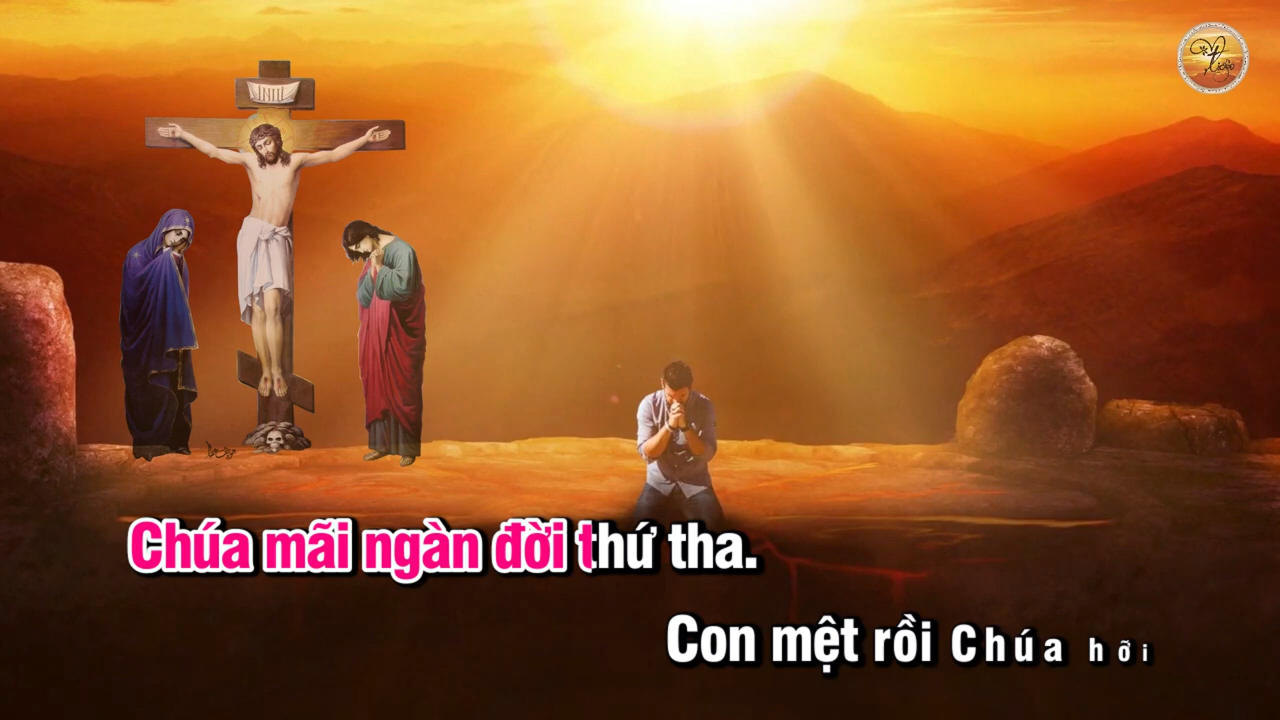 Chúa mãi ngàn đời thứ tha.
Con mệt rồi Chúa hỡi